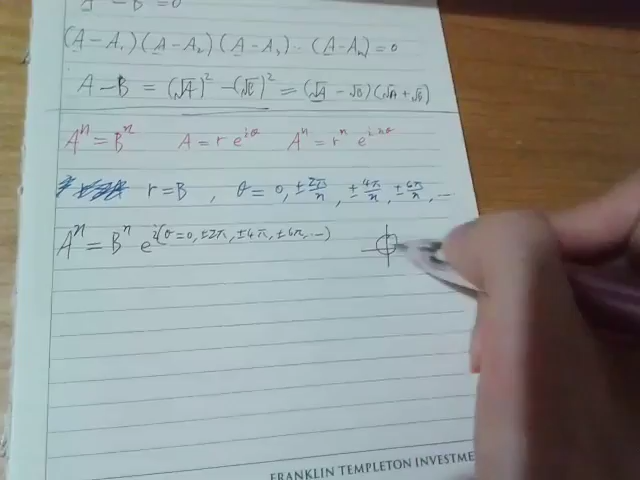 A - B = 0
(A-A₁)(A-A₂)(A-A₃)··(A-Aₙ)=0
A-B = (√A)² -(√B)² = (√A - √B)(√A+√B)
Aⁿ=Bⁿ A=r e^{iθ} Aⁿ=rⁿ e^{inθ}
r=B , θ=0, ±2π/n, ±4π/n, ±6π/n, ...
Aⁿ=Bⁿ e^{i(θ=0, ±2π, ±4π, ±6π, ...)}
FRANKLIN TEMPLETON INVESTME